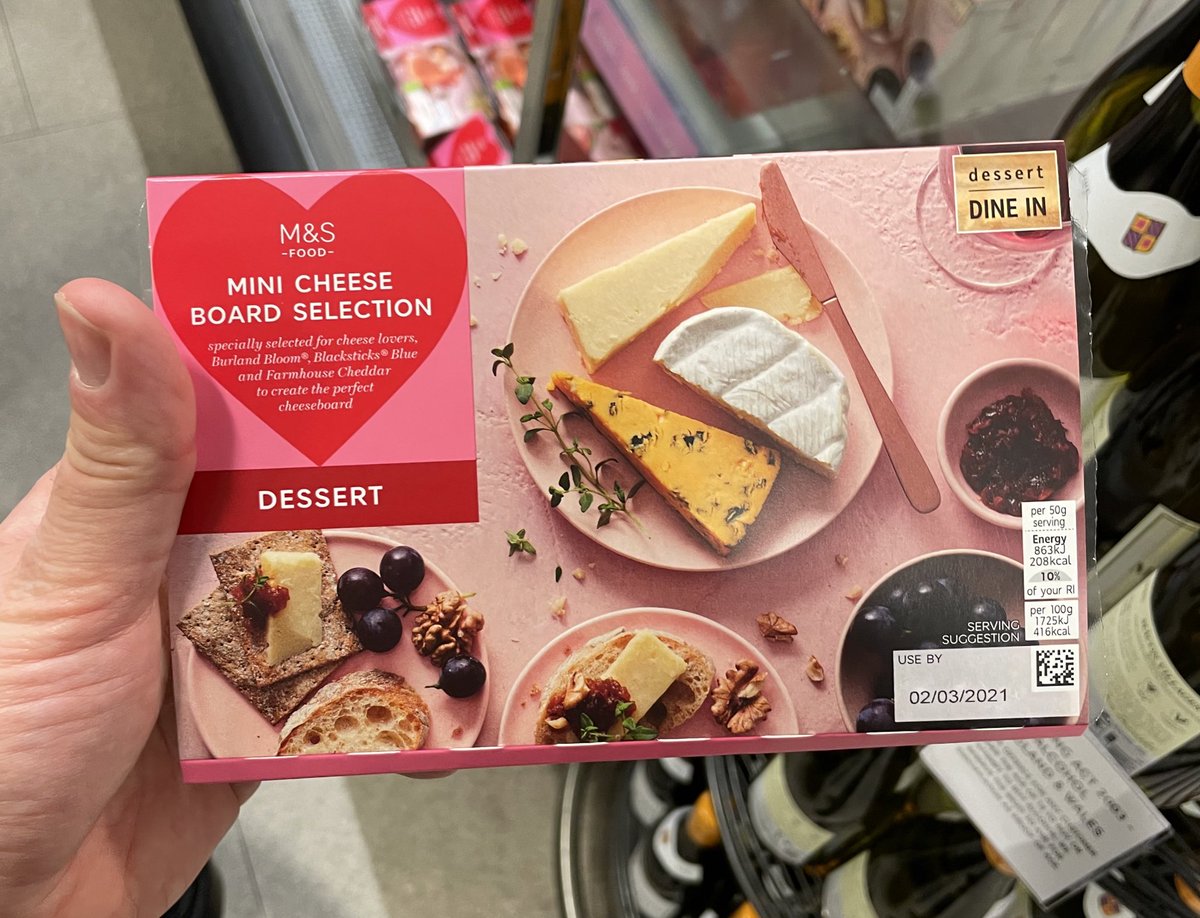 M&S
-FOOD-
MINI CHEESE
BOARD SELECTION
specially selected for cheese lovers,
Burland Bloom®, Blacksticks® Blue
and Farmhouse Cheddar
to create the perfect
cheeseboard
DESSERT
dessert
DINE IN
per 50g
serving
Energy
863kJ
208kcal
10%
of your RI
per 100g
1725kJ
416kcal
SERVING
SUGGESTION
USE BY
02/03/2021